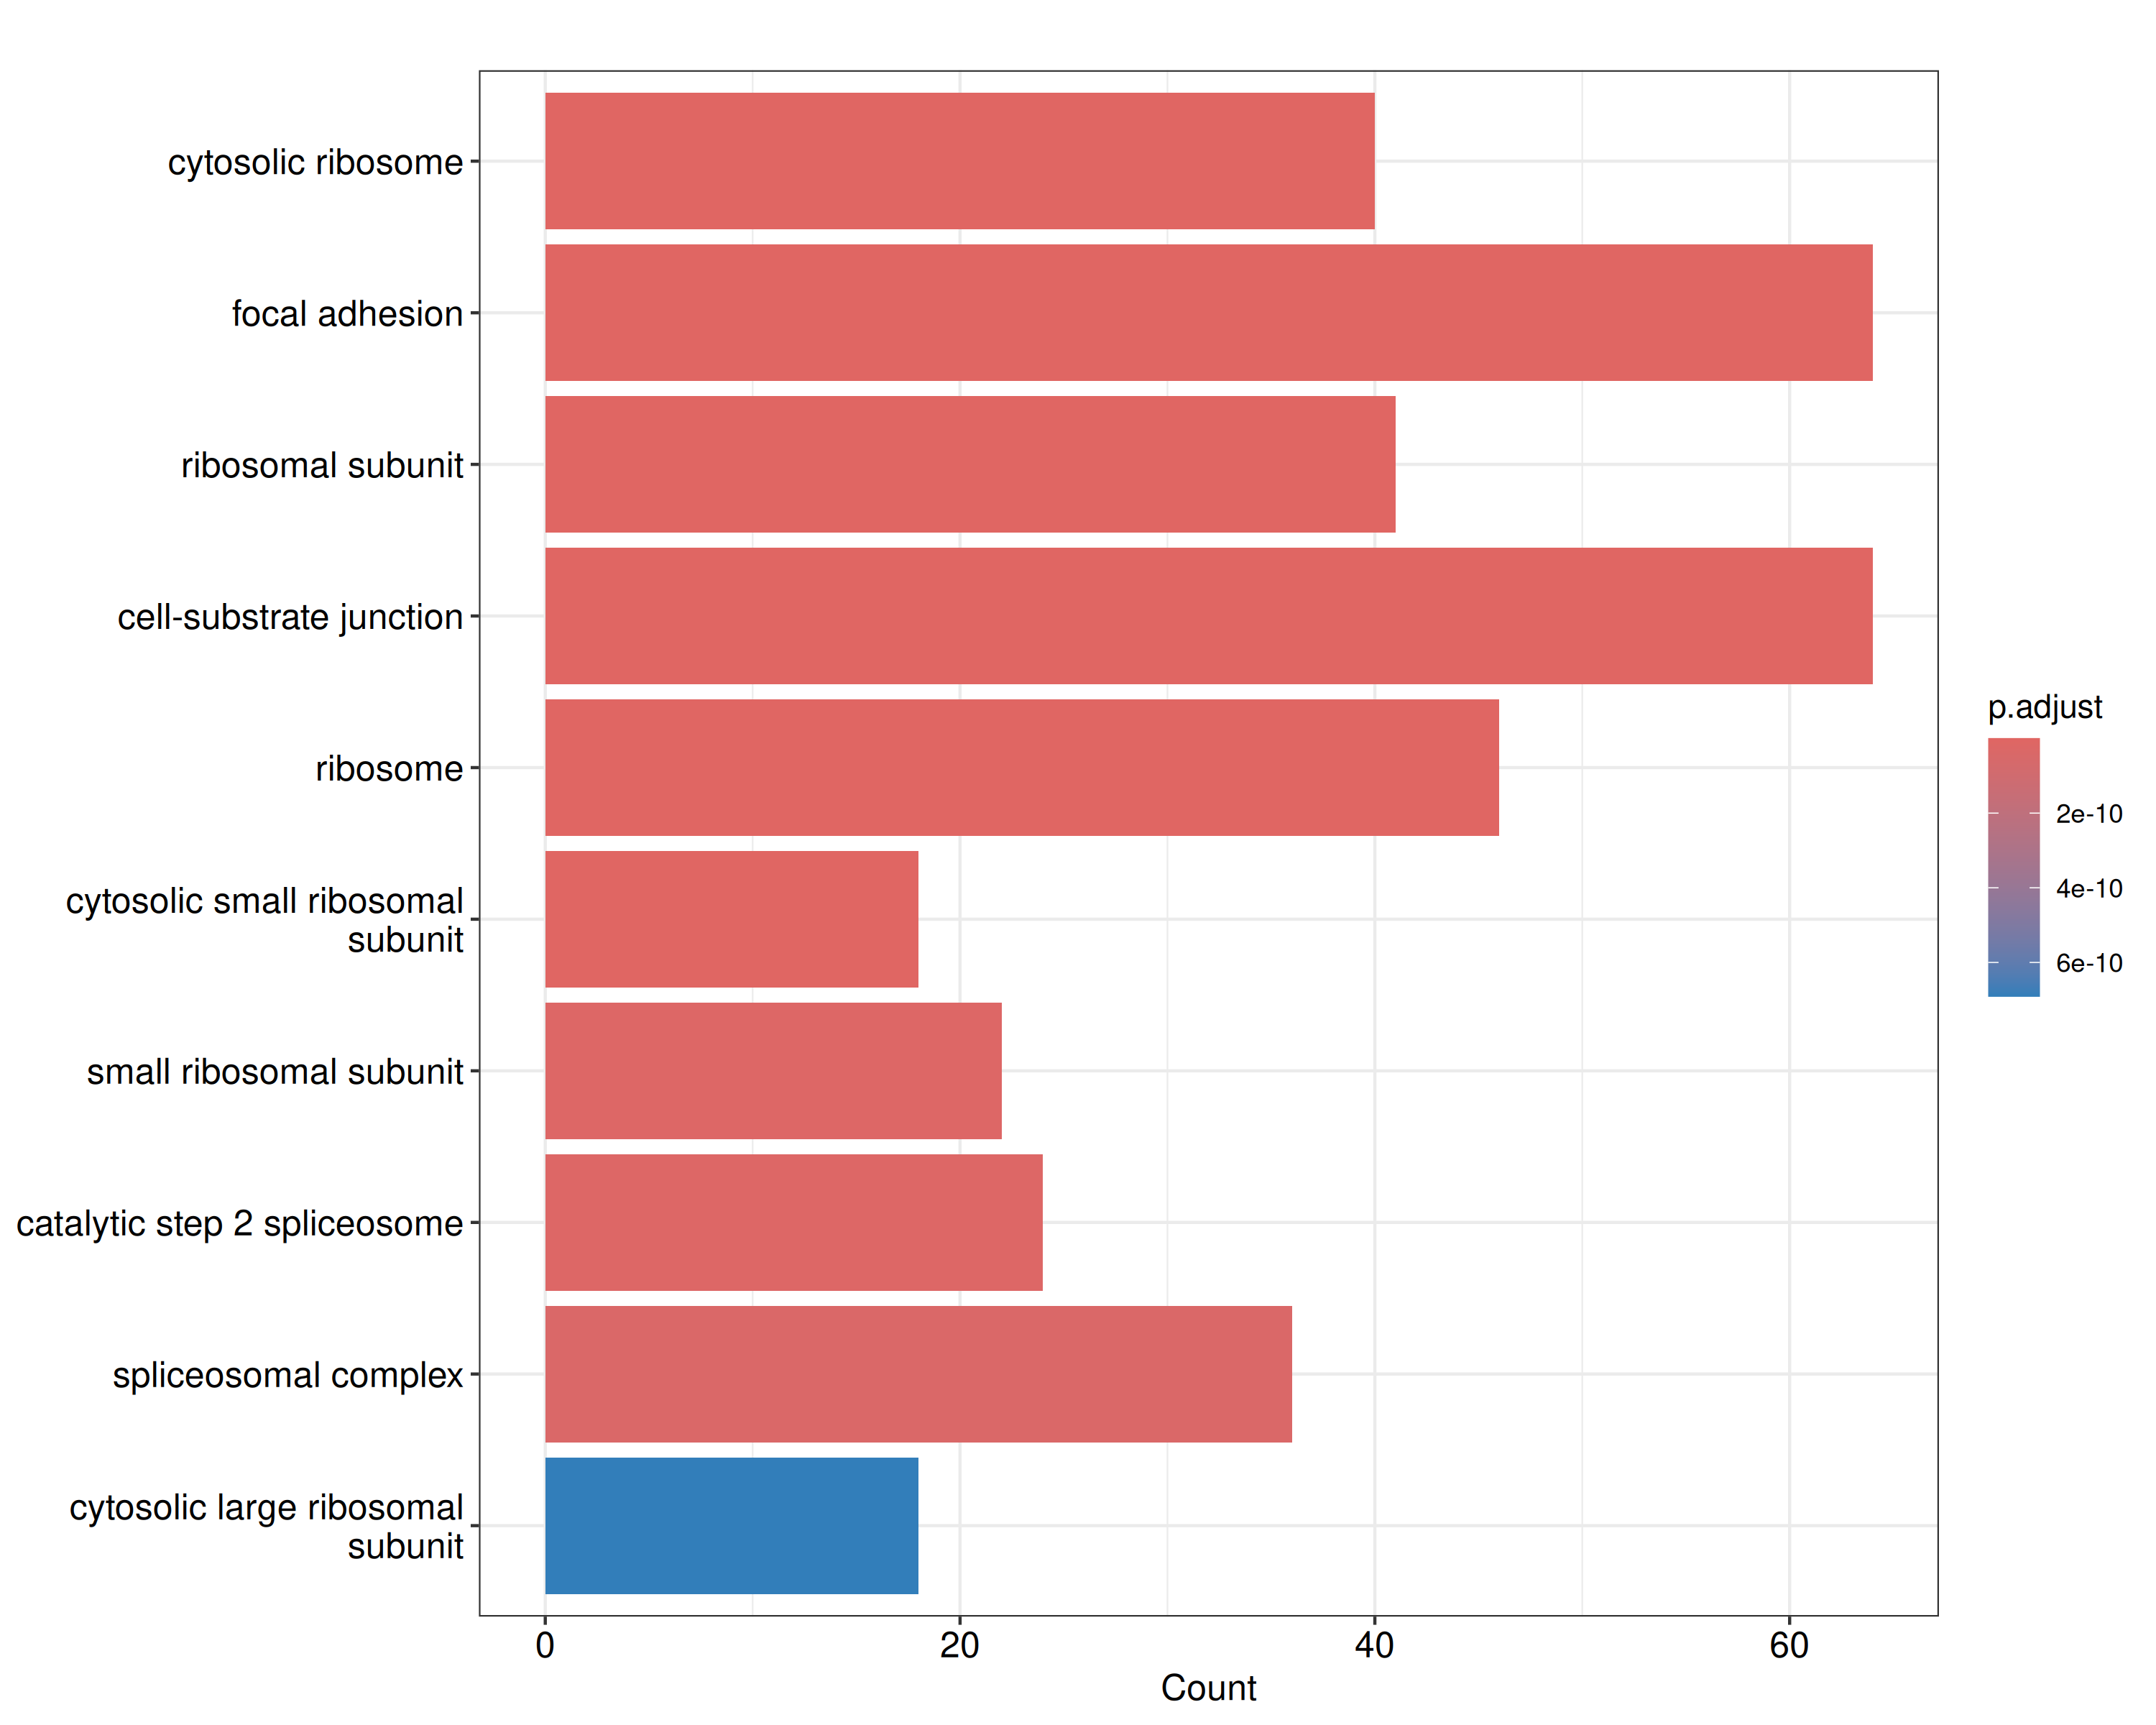 cytosolic ribosome
focal adhesion
ribosomal subunit
cell-substrate junction
ribosome
cytosolic small ribosomal
subunit
small ribosomal subunit
catalytic step 2 spliceosome
spliceosomal complex
cytosolic large ribosomal
subunit
0 20 40 60
Count
p.adjust
2e-10
4e-10
6e-10